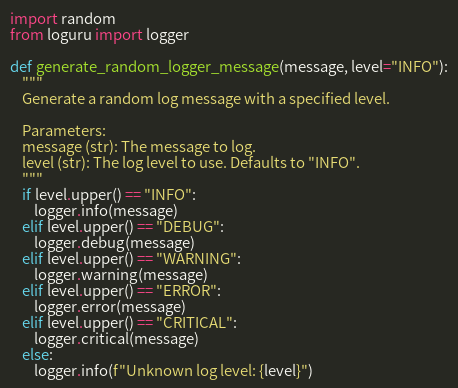 import random
from loguru import logger

def generate_random_logger_message(message, level="INFO"):
    """
    Generate a random log message with a specified level.

    Parameters:
    message (str): The message to log.
    level (str): The log level to use. Defaults to "INFO".
    """
    if level.upper() == "INFO":
        logger.info(message)
    elif level.upper() == "DEBUG":
        logger.debug(message)
    elif level.upper() == "WARNING":
        logger.warning(message)
    elif level.upper() == "ERROR":
        logger.error(message)
    elif level.upper() == "CRITICAL":
        logger.critical(message)
    else:
        logger.info(f"Unknown log level: {level}")